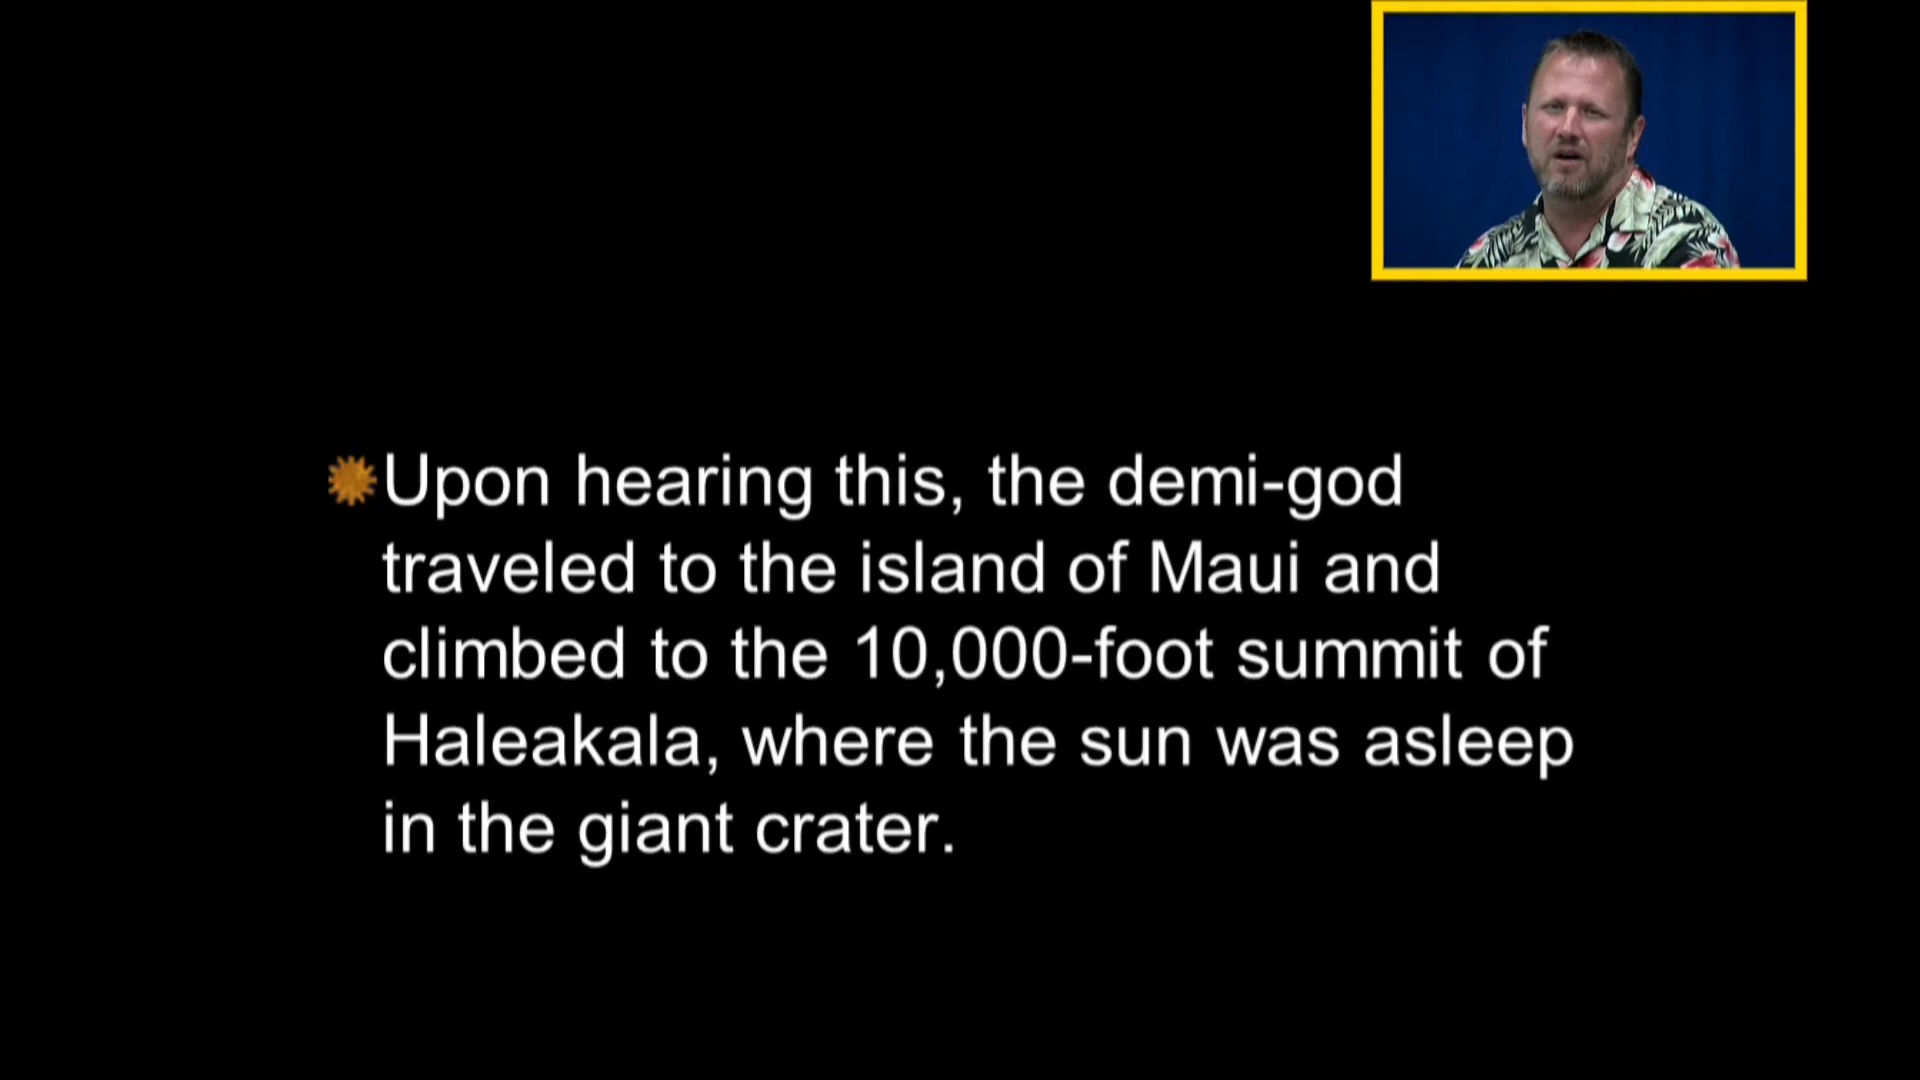 Upon hearing this, the demi-god
traveled to the island of Maui and
climbed to the 10,000-foot summit of
Haleakala, where the sun was asleep
in the giant crater.